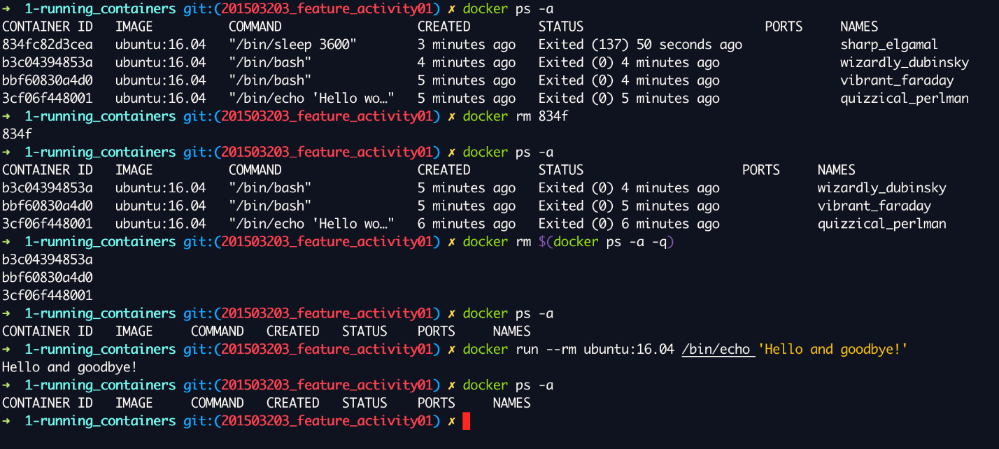 ➜  1-running_containers git:(201503203_feature_activity01) ✗ docker ps -a
CONTAINER ID   IMAGE          COMMAND                  CREATED         STATUS                        PORTS     NAMES
834fc82d3cea   ubuntu:16.04   "/bin/sleep 3600"        3 minutes ago   Exited (137) 50 seconds ago             sharp_elgamal
b3c04394853a   ubuntu:16.04   "/bin/bash"              4 minutes ago   Exited (0) 4 minutes ago                wizardly_dubinsky
bbf60830a4d0   ubuntu:16.04   "/bin/bash"              5 minutes ago   Exited (0) 4 minutes ago                vibrant_faraday
3cf06f448001   ubuntu:16.04   "/bin/echo 'Hello wo…"   5 minutes ago   Exited (0) 5 minutes ago                quizzical_perlman
➜  1-running_containers git:(201503203_feature_activity01) ✗ docker rm 834f
834f
➜  1-running_containers git:(201503203_feature_activity01) ✗ docker ps -a
CONTAINER ID   IMAGE          COMMAND                  CREATED         STATUS                     PORTS     NAMES
b3c04394853a   ubuntu:16.04   "/bin/bash"              5 minutes ago   Exited (0) 4 minutes ago             wizardly_dubinsky
bbf60830a4d0   ubuntu:16.04   "/bin/bash"              5 minutes ago   Exited (0) 5 minutes ago             vibrant_faraday
3cf06f448001   ubuntu:16.04   "/bin/echo 'Hello wo…"   6 minutes ago   Exited (0) 6 minutes ago             quizzical_perlman
➜  1-running_containers git:(201503203_feature_activity01) ✗ docker rm $(docker ps -a -q)
b3c04394853a
bbf60830a4d0
3cf06f448001
➜  1-running_containers git:(201503203_feature_activity01) ✗ docker ps -a
CONTAINER ID   IMAGE     COMMAND   CREATED   STATUS    PORTS     NAMES
➜  1-running_containers git:(201503203_feature_activity01) ✗ docker run --rm ubuntu:16.04 /bin/echo 'Hello and goodbye!'
Hello and goodbye!
➜  1-running_containers git:(201503203_feature_activity01) ✗ docker ps -a
CONTAINER ID   IMAGE     COMMAND   CREATED   STATUS    PORTS     NAMES
➜  1-running_containers git:(201503203_feature_activity01) ✗